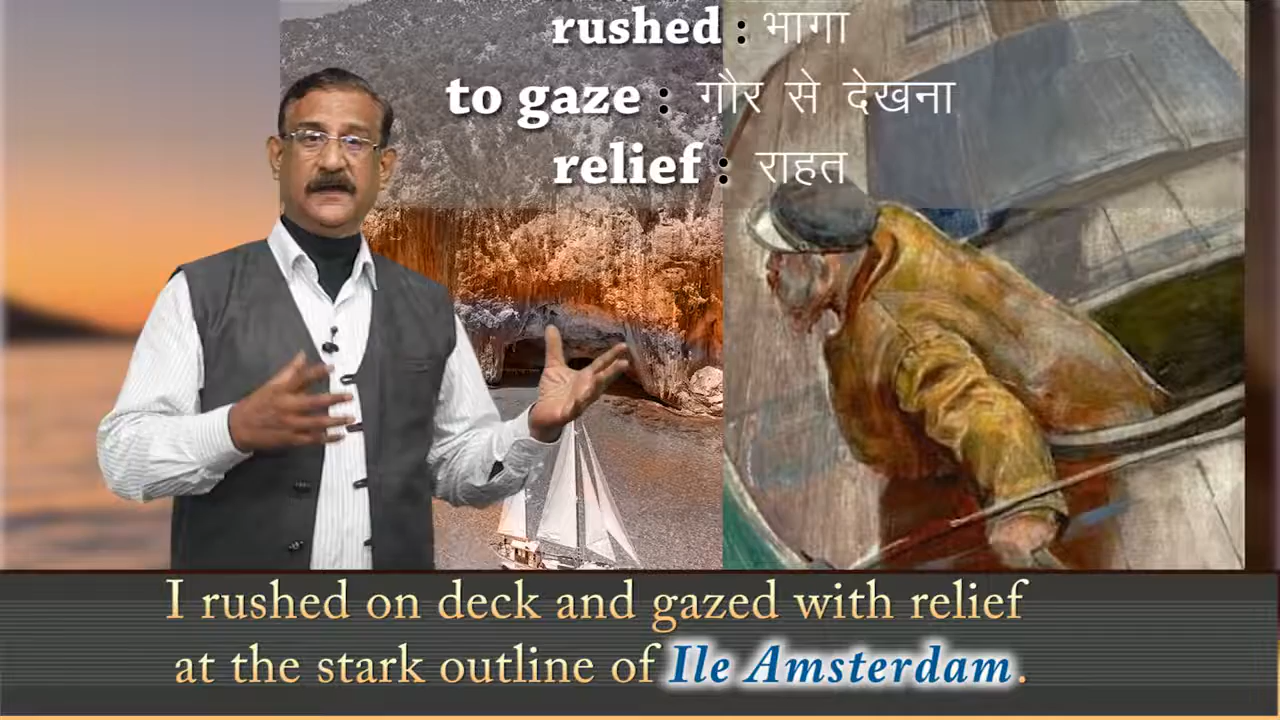 rushed : भागा
to gaze : गौर से देखना
relief : राहत
I rushed on deck and gazed with relief
at the stark outline of Ile Amsterdam.